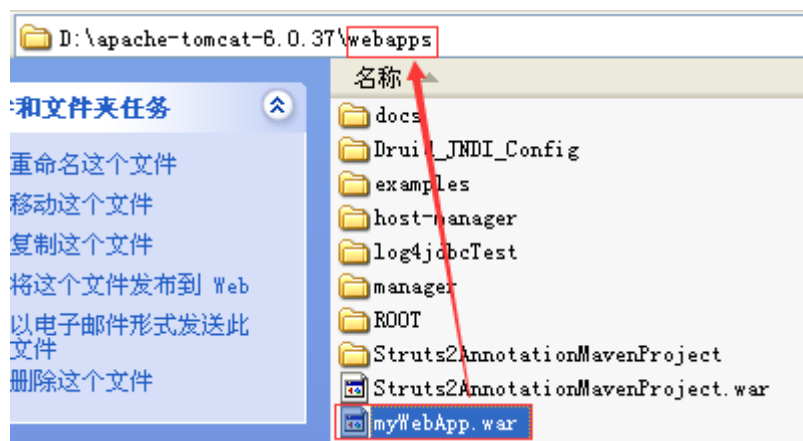 D:\apache-tomcat-6.0.37\webapps
名称
和文件夹任务
重命名这个文件
移动这个文件
复制这个文件
将这个文件发布到 Web
以电子邮件形式发送此
文件
删除这个文件
docs
Druid_JNDI_Config
examples
host-manager
log4jdbcTest
manager
ROOT
Struts2AnnotationMavenProject
Struts2AnnotationMavenProject.war
myWebApp.war